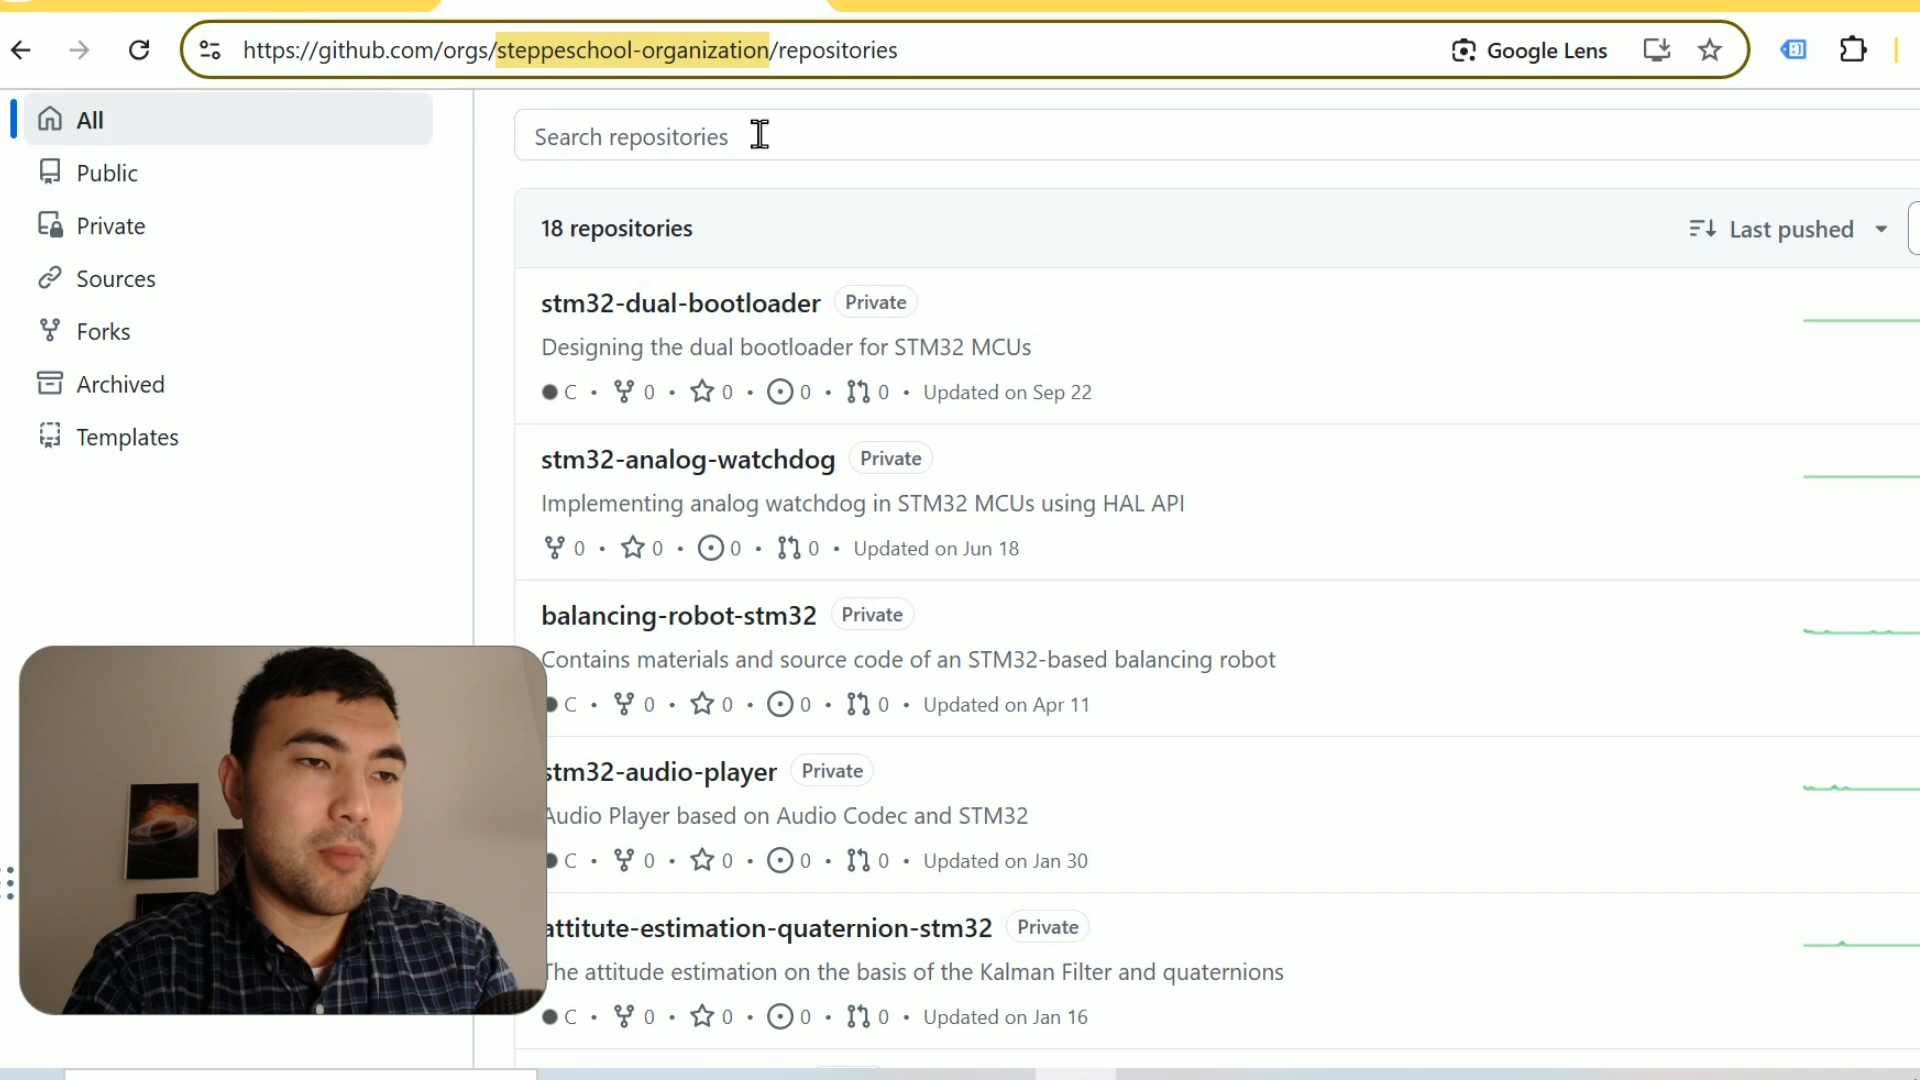 https://github.com/orgs/steppeschool-organization/repositories
Google Lens
All
Public
Private
Sources
Forks
Archived
Templates
Search repositories
18 repositories
Last pushed
stm32-dual-bootloader Private
Designing the dual bootloader for STM32 MCUs
C • 0 • 0 • 0 • 0 • Updated on Sep 22
stm32-analog-watchdog Private
Implementing analog watchdog in STM32 MCUs using HAL API
0 • 0 • 0 • 0 • Updated on Jun 18
balancing-robot-stm32 Private
Contains materials and source code of an STM32-based balancing robot
C • 0 • 0 • 0 • 0 • Updated on Apr 11
stm32-audio-player Private
Audio Player based on Audio Codec and STM32
C • 0 • 0 • 0 • 0 • Updated on Jan 30
attitute-estimation-quaternion-stm32 Private
The attitude estimation on the basis of the Kalman Filter and quaternions
C • 0 • 0 • 0 • 0 • Updated on Jan 16